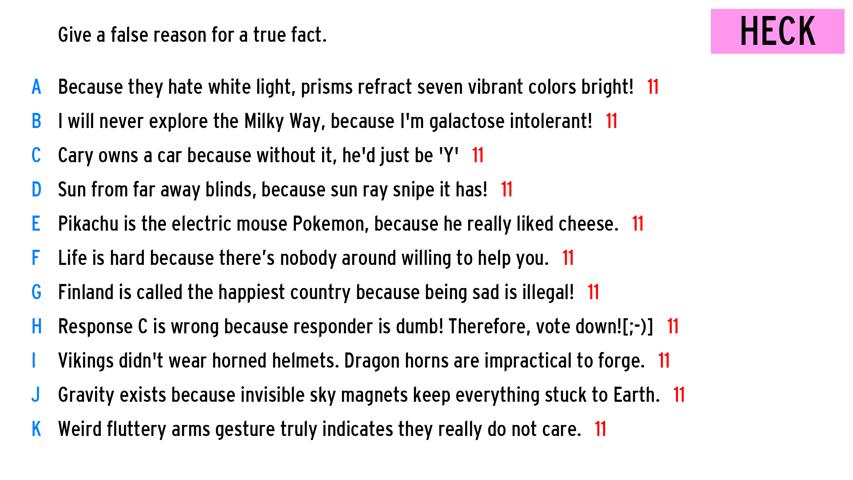 Give a false reason for a true fact.
HECK
A Because they hate white light, prisms refract seven vibrant colors bright! 11
B I will never explore the Milky Way, because I'm galactose intolerant! 11
C Cary owns a car because without it, he'd just be 'Y' 11
D Sun from far away blinds, because sun ray snipe it has! 11
E Pikachu is the electric mouse Pokemon, because he really liked cheese. 11
F Life is hard because there’s nobody around willing to help you. 11
G Finland is called the happiest country because being sad is illegal! 11
H Response C is wrong because responder is dumb! Therefore, vote down![;-)] 11
I Vikings didn't wear horned helmets. Dragon horns are impractical to forge. 11
J Gravity exists because invisible sky magnets keep everything stuck to Earth. 11
K Weird fluttery arms gesture truly indicates they really do not care. 11